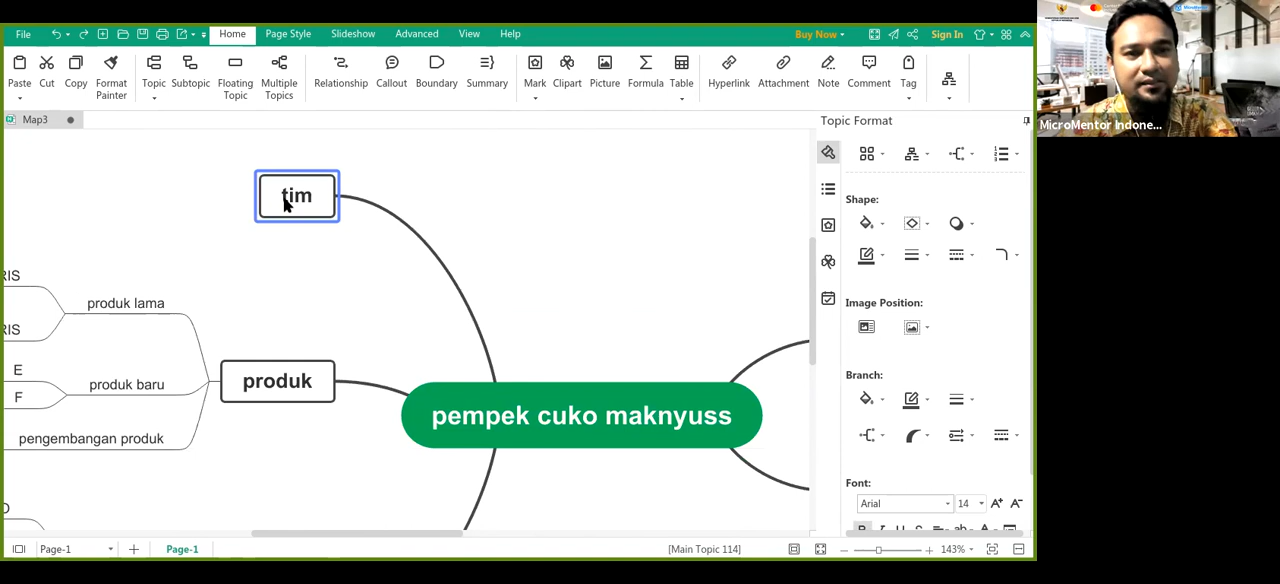 File Home Page Style Slideshow Advanced View Help Buy Now Sign In
Paste Cut Copy Format Painter Topic Subtopic Floating Topic Multiple Topics Relationship Callout Boundary Summary Mark Clipart Picture Formula Table Hyperlink Attachment Note Comment Tag
MicroMentor Indone...
Map3
Topic Format
tim
Shape:
RIS
produk lama
Image Position:
RIS
E
produk baru
F
produk
Branch:
pempek cuko maknyuss
pengembangan produk
Font:
Arial 14 A+ A-
Page-1 Page-1 [Main Topic 114] 143%